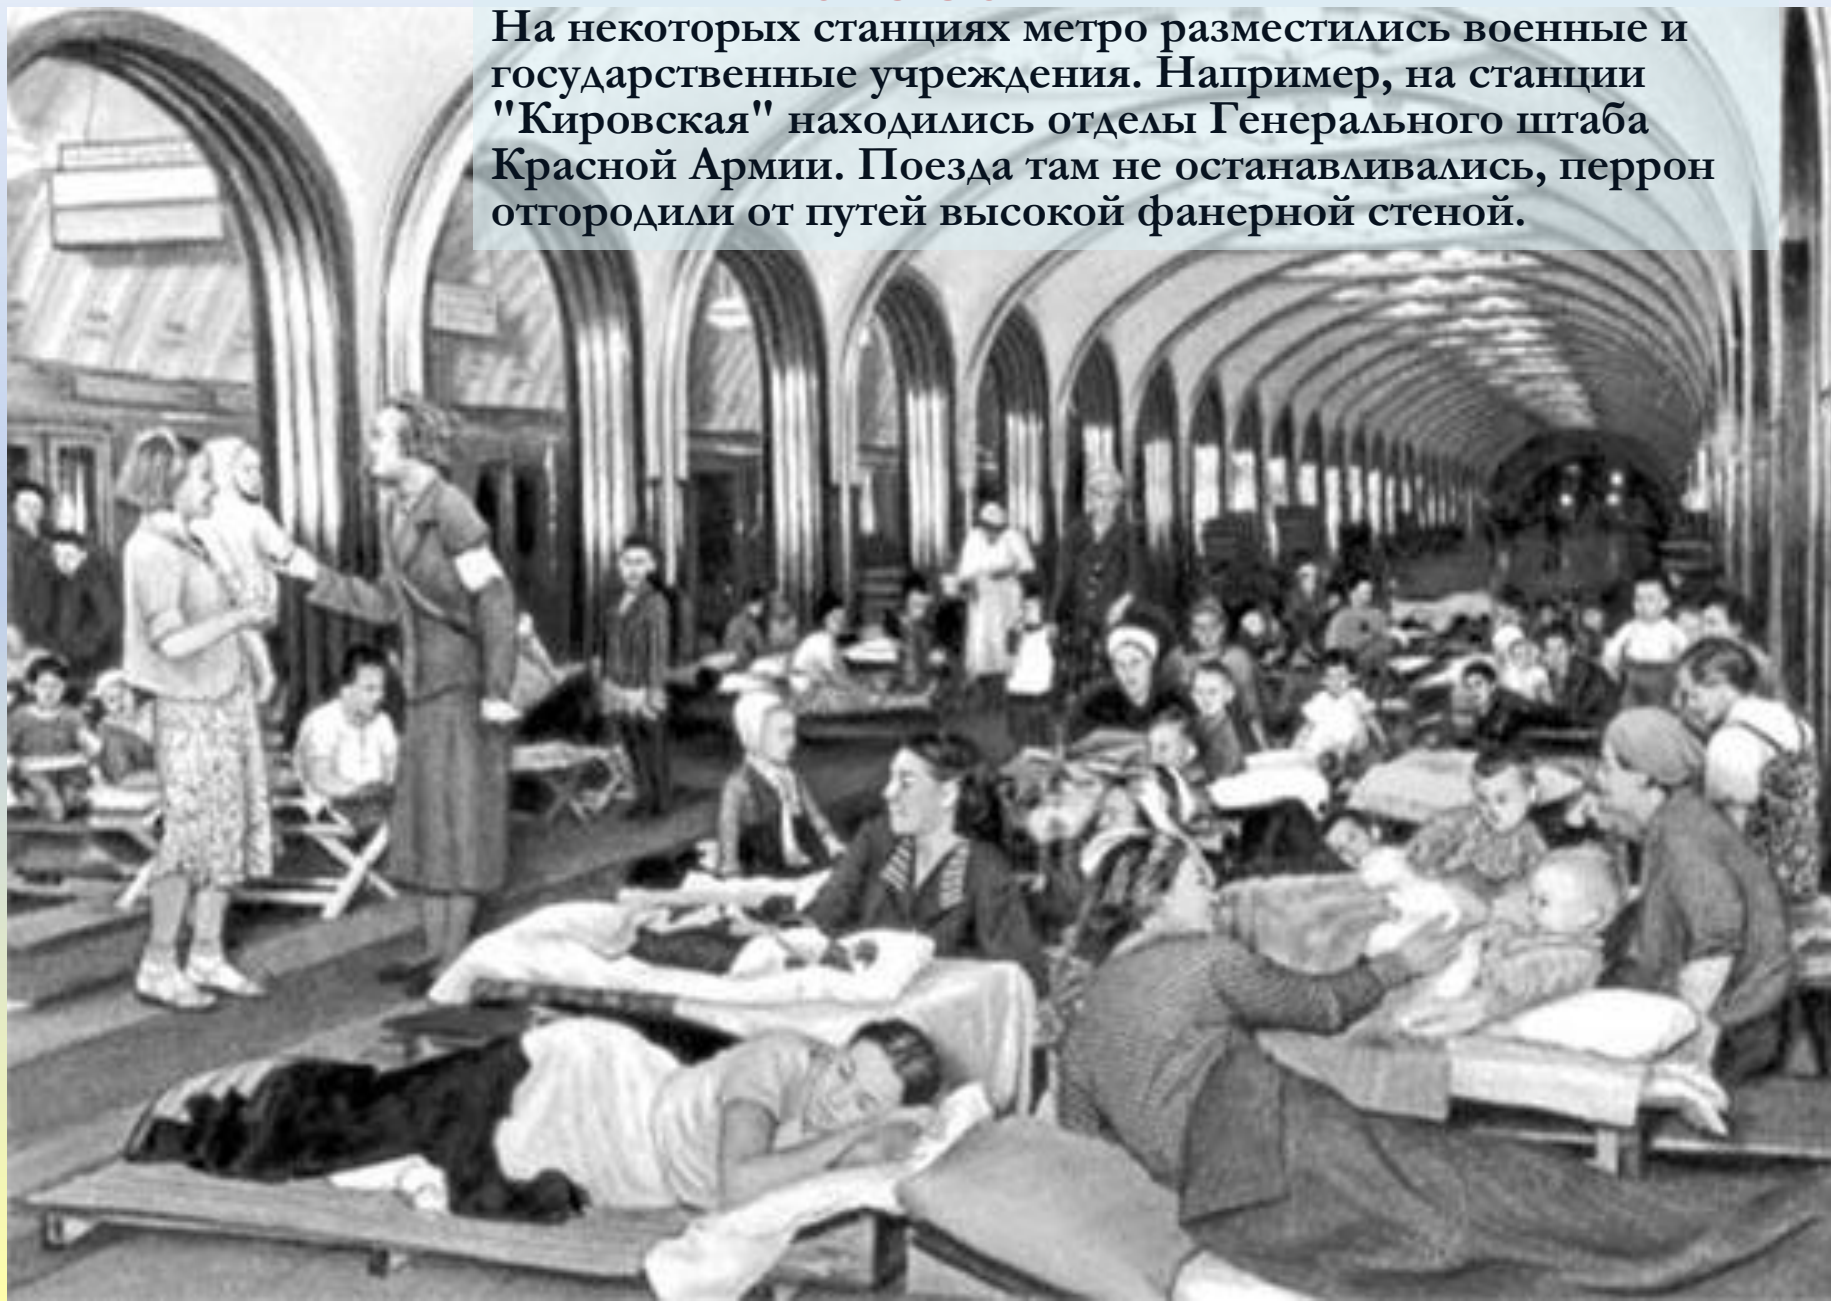 На некоторых станциях метро разместились военные и
государственные учреждения. Например, на станции
"Кировская" находились отделы Генерального штаба
Красной Армии. Поезда там не останавливались, перрон
отгородили от путей высокой фанерной стеной.